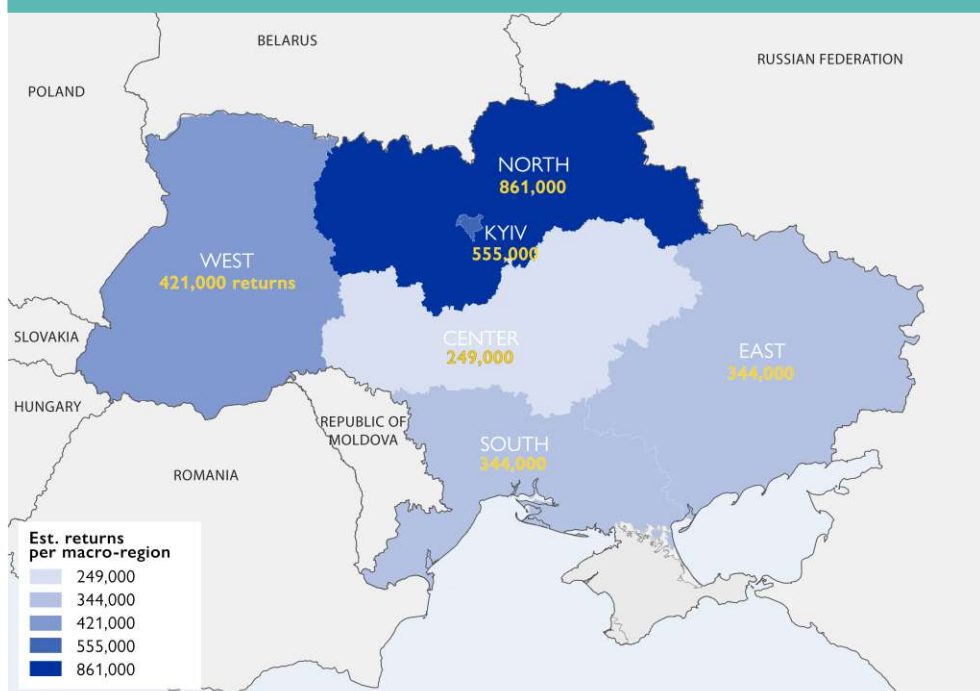 BELARUS
RUSSIAN FEDERATION
POLAND
NORTH
861,000
KYIV
555,000
WEST
421,000 returns
SLOVAKIA
CENTER
249,000
EAST
344,000
HUNGARY
REPUBLIC OF
MOLDOVA
SOUTH
344,000
ROMANIA
Est. returns
per macro-region
249,000
344,000
421,000
555,000
861,000